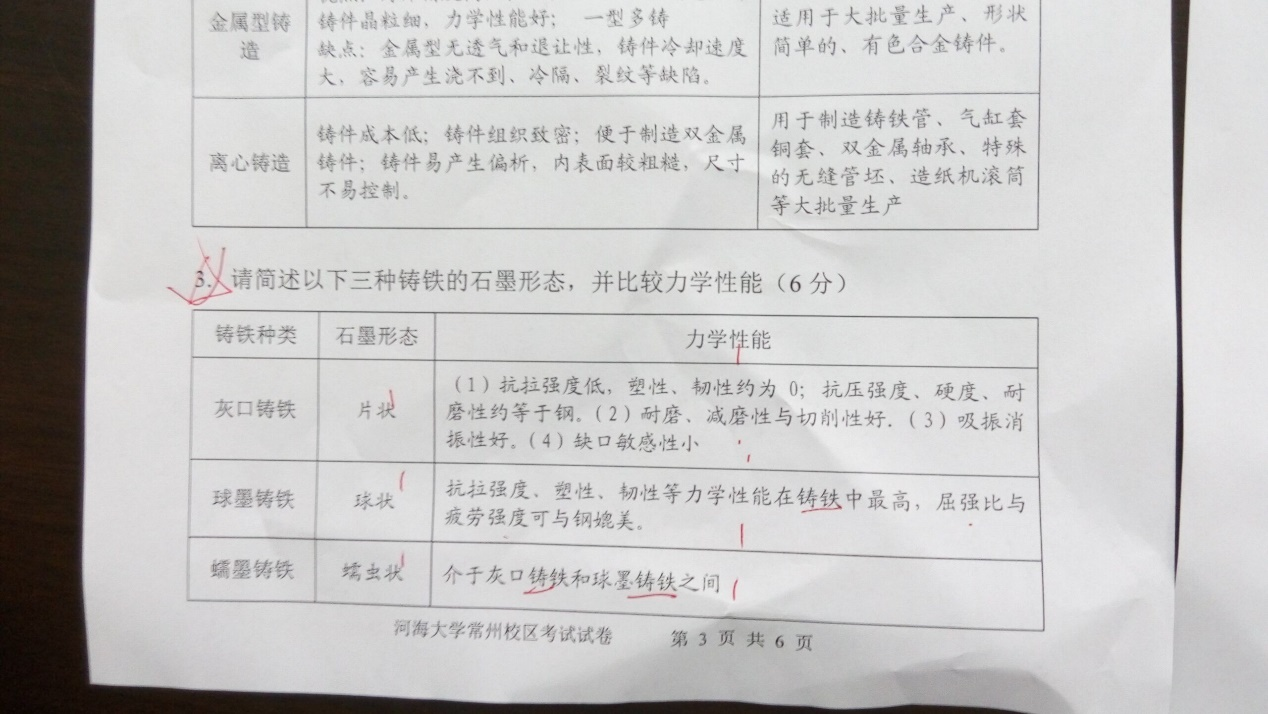 金属型铸
造
铸件晶粒细，力学性能好； 一型多铸
缺点：金属型无透气和退让性，铸件冷却速度
大，容易产生浇不到、冷隔、裂纹等缺陷。
适用于大批量生产、形状
简单的、有色合金铸件。
离心铸造
铸件成本低；铸件组织致密；便于制造双金属
铸件；铸件易产生偏析，内表面较粗糙，尺寸
不易控制。
用于制造铸铁管、气缸套
铜套、双金属轴承、特殊
的无缝管坯、造纸机滚筒
等大批量生产
3. 请简述以下三种铸铁的石墨形态，并比较力学性能（6 分）
铸铁种类
石墨形态
力学性能
灰口铸铁
片状
（1）抗拉强度低，塑性、韧性约为 0；抗压强度、硬度、耐
磨性约等于钢。（2）耐磨、减磨性与切削性好．（3）吸振消
振性好。（4）缺口敏感性小
球墨铸铁
球状
抗拉强度、塑性、韧性等力学性能在铸铁中最高，屈强比与
疲劳强度可与钢媲美。
蠕墨铸铁
蠕虫状
介于灰口铸铁和球墨铸铁之间
河海大学常州校区考试试卷 第 3 页 共 6 页